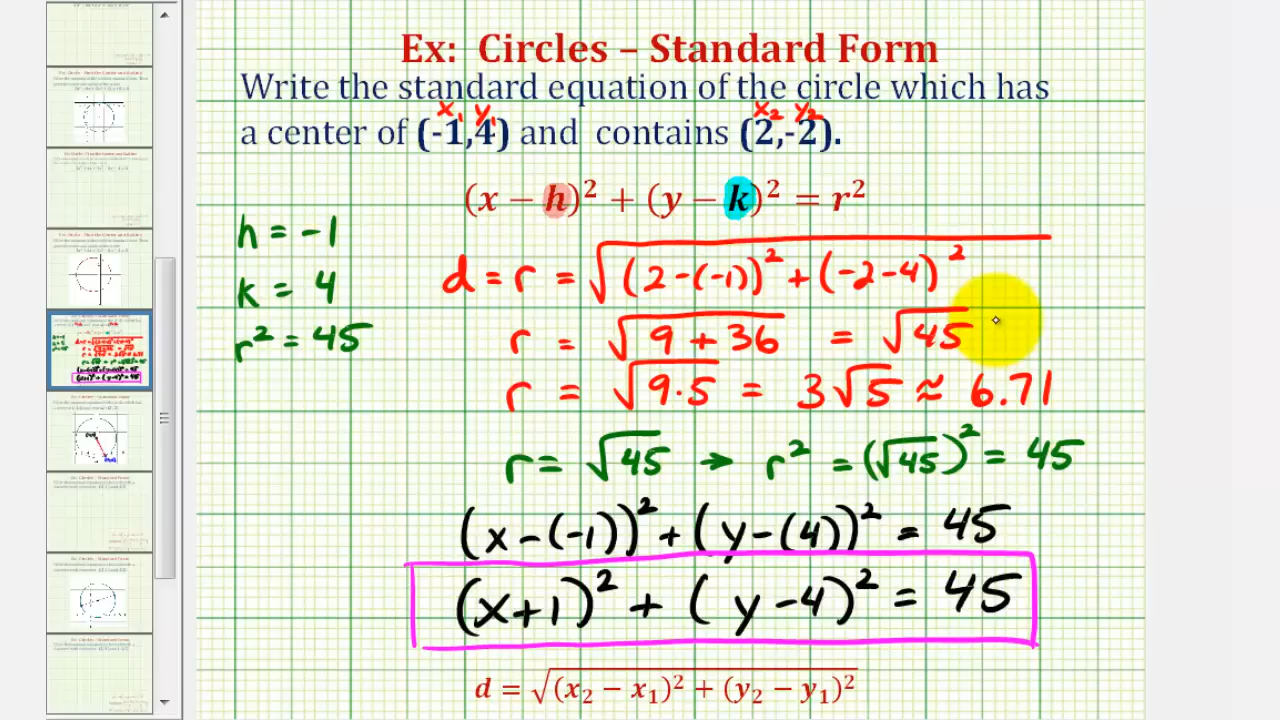 Ex: Circles – Standard Form
Write the standard equation of the circle which has
x₁ y₁ x₂ y₂
a center of (-1,4) and contains (2,-2).
(x − h)² + (y − k)² = r²
h = -1
k = 4
r² = 45
d = r = √((2-(-1))² + (-2-4)²
r = √(9 + 36) = √45
r = √(9·5) = 3√5 ≈ 6.71
r = √45 → r² = (√45)² = 45
(x-(-1))² + (y-(4))² = 45
(x+1)² + (y-4)² = 45
d = √((x₂ − x₁)² + (y₂ − y₁)²)